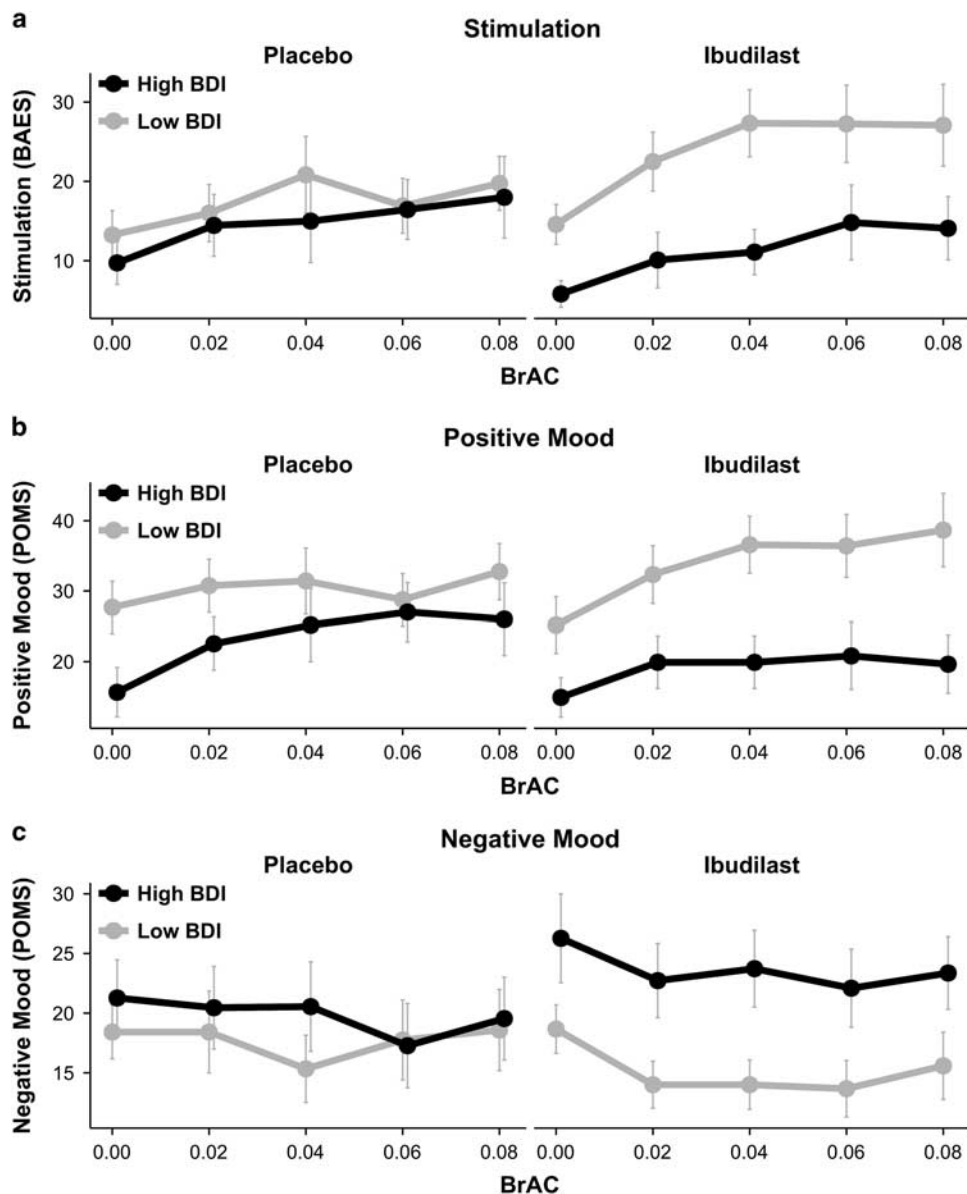 a
Stimulation
Placebo
Ibudilast
High BDI
Low BDI
Stimulation (BAES)
30
20
10
0.00 0.02 0.04 0.06 0.08
0.00 0.02 0.04 0.06 0.08
BrAC
b
Positive Mood
Placebo
Ibudilast
High BDI
Low BDI
Positive Mood (POMS)
40
30
20
0.00 0.02 0.04 0.06 0.08
0.00 0.02 0.04 0.06 0.08
BrAC
c
Negative Mood
Placebo
Ibudilast
High BDI
Low BDI
Negative Mood (POMS)
30
25
20
15
0.00 0.02 0.04 0.06 0.08
0.00 0.02 0.04 0.06 0.08
BrAC